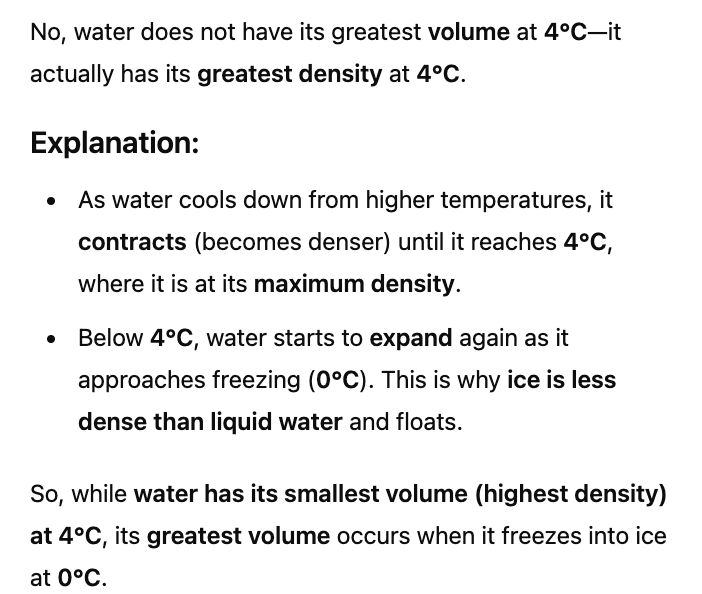 No, water does not have its greatest volume at 4°C—it
actually has its greatest density at 4°C.
Explanation:
• As water cools down from higher temperatures, it
contracts (becomes denser) until it reaches 4°C,
where it is at its maximum density.
• Below 4°C, water starts to expand again as it
approaches freezing (0°C). This is why ice is less
dense than liquid water and floats.
So, while water has its smallest volume (highest density)
at 4°C, its greatest volume occurs when it freezes into ice
at 0°C.